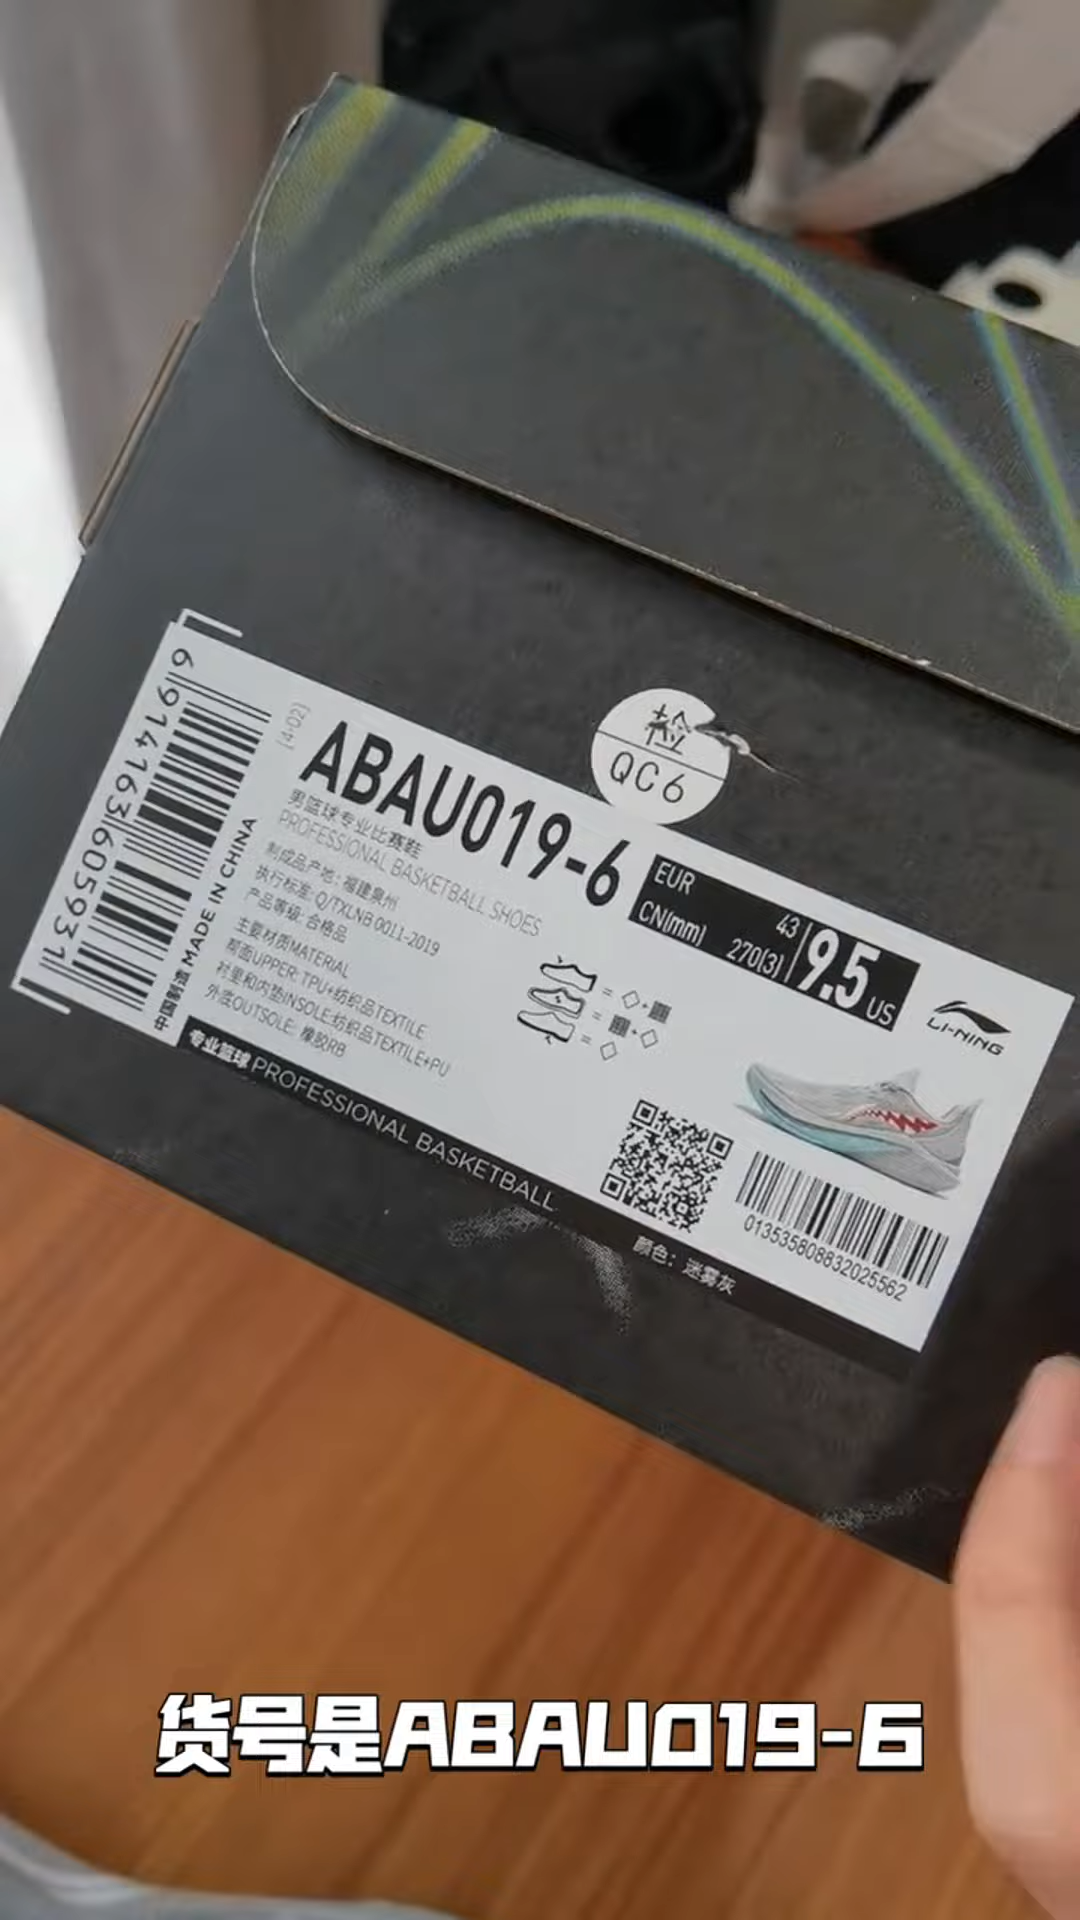 检
QC6
[4:02]
ABAU019-6
男篮球专业比赛鞋
PROFESSIONAL BASKETBALL SHOES
制成品产地: 福建泉州
执行标准: Q/TXLNB 0011-2019
产品等级: 合格品
主要材质MATERIAL
帮面UPPER: TPU+纺织品TEXTILE
衬里和内垫INSOLE:纺织品TEXTILE+PU
外底OUTSOLE: 橡胶RB
EUR 43
CN(mm) 270(3)
9.5 US
LI-NING
6 914163 605931
中国制造 MADE IN CHINA
013535808832025562
专业篮球 PROFESSIONAL BASKETBALL
颜色: 迷雾灰
货号是ABAU019-6